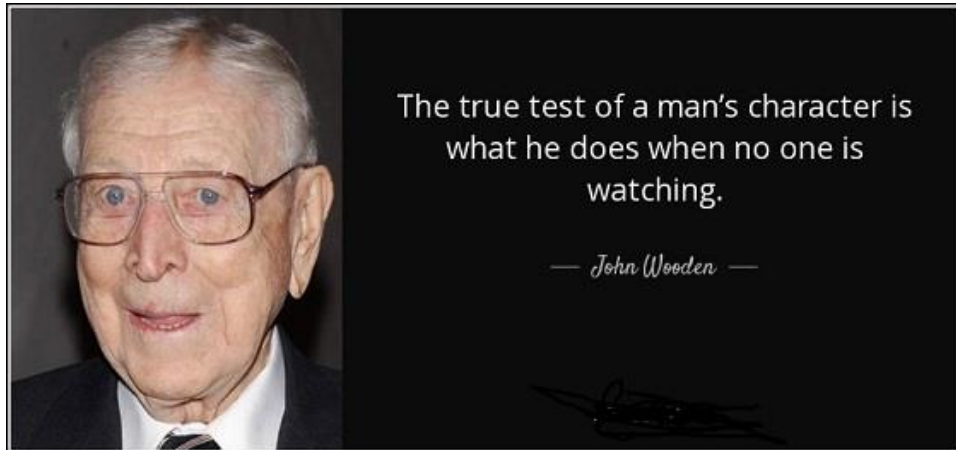 The true test of a man’s character is
what he does when no one is
watching.
— John Wooden —